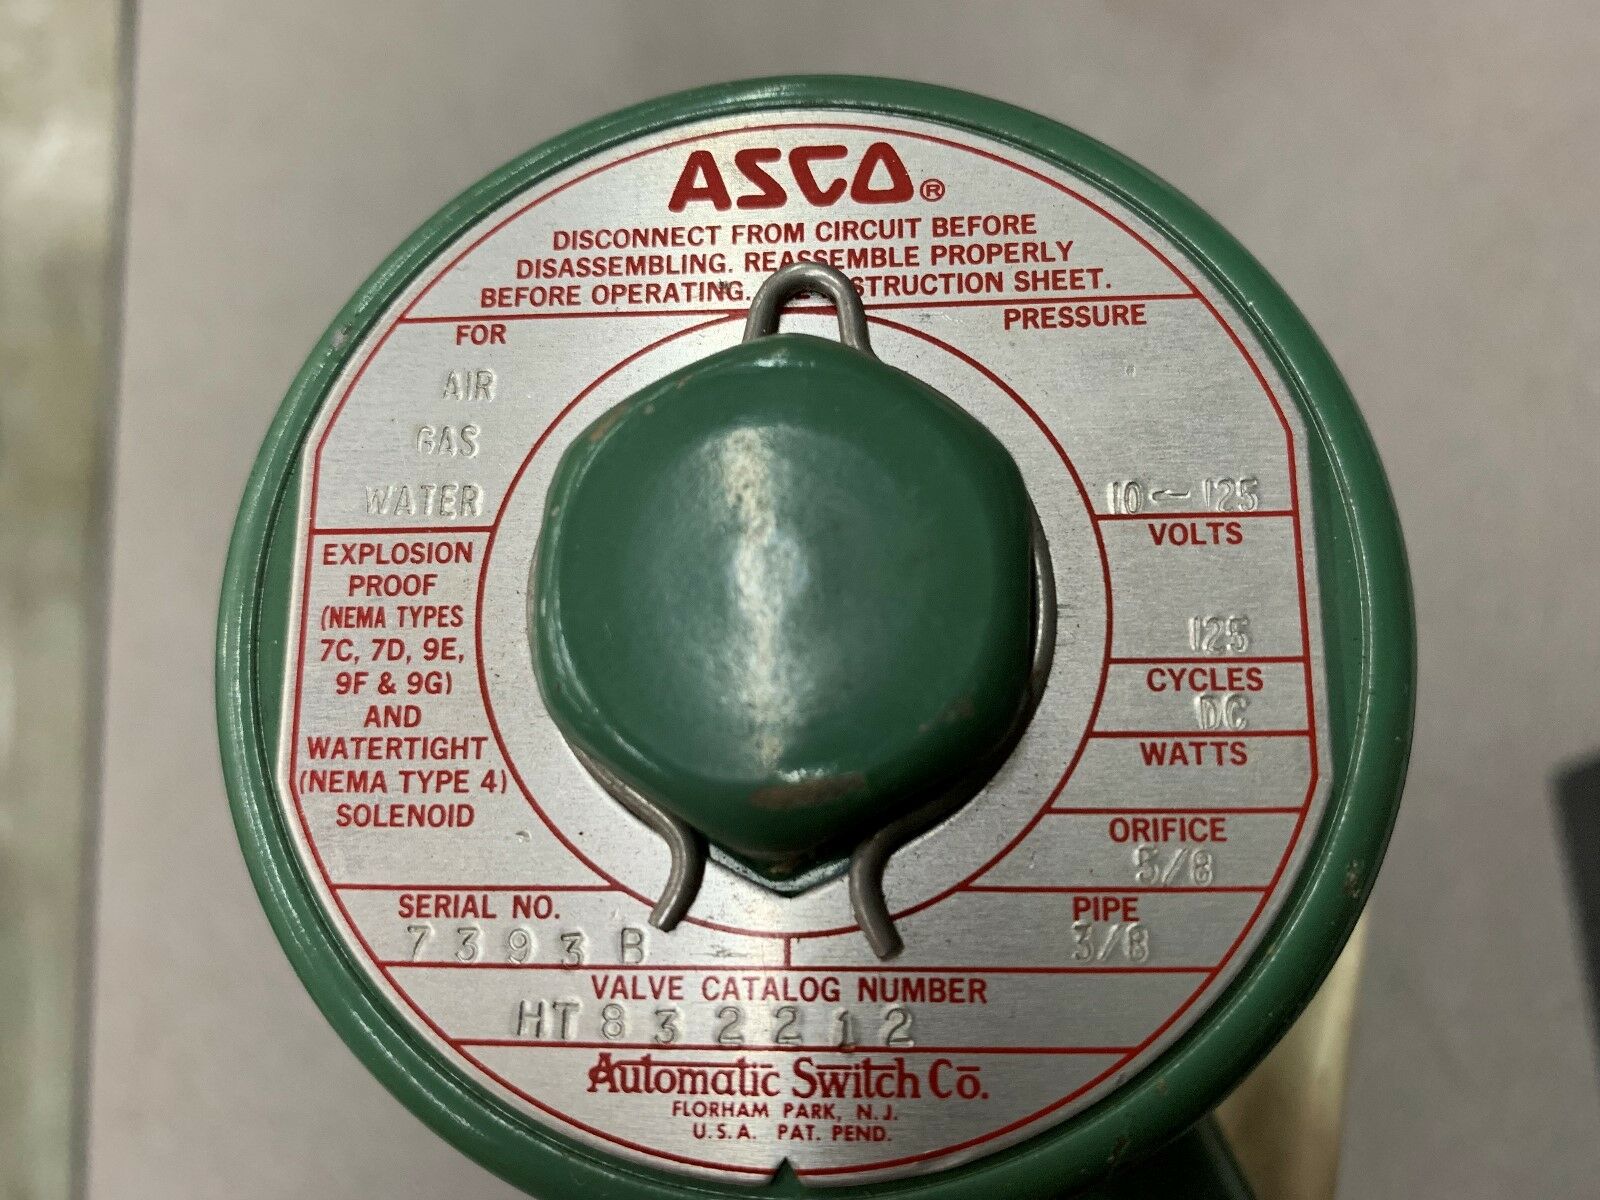 ASCO®
DISCONNECT FROM CIRCUIT BEFORE
DISASSEMBLING. REASSEMBLE PROPERLY
BEFORE OPERATING. SHEET.
FOR
AIR
GAS
WATER
PRESSURE
10~125
EXPLOSION
PROOF
(NEMA TYPES
7C, 7D, 9E,
9F & 9G)
AND
WATERTIGHT
(NEMA TYPE 4)
SOLENOID
VOLTS
125
CYCLES
DC
WATTS
ORIFICE
5/8
SERIAL NO.
7393B
PIPE
3/8
VALVE CATALOG NUMBER
HT832212
Automatic Switch Co.
FLORHAM PARK, N.J.
U.S.A. PAT. PEND.